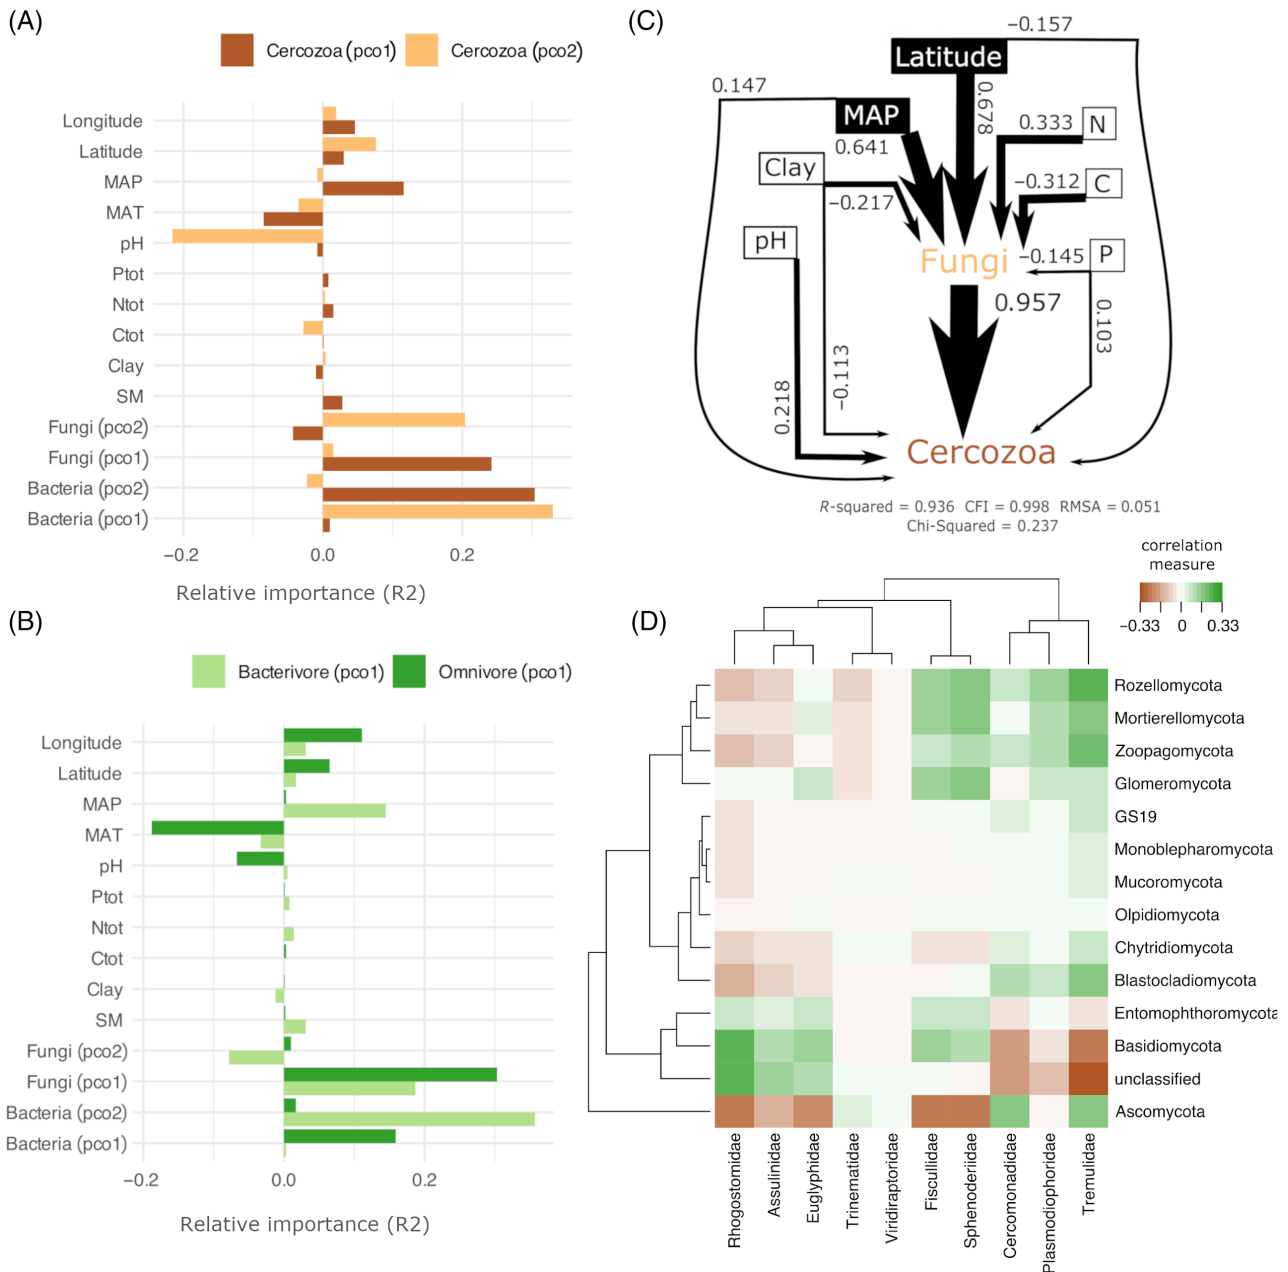 (A)
Cercozoa (pco1)
Cercozoa (pco2)
Longitude
Latitude
MAP
MAT
pH
Ptot
Ntot
Ctot
Clay
SM
Fungi (pco2)
Fungi (pco1)
Bacteria (pco2)
Bacteria (pco1)
−0.2 0.0 0.2
Relative importance (R2)
(B)
Bacterivore (pco1)
Omnivore (pco1)
Longitude
Latitude
MAP
MAT
pH
Ptot
Ntot
Ctot
Clay
SM
Fungi (pco2)
Fungi (pco1)
Bacteria (pco2)
Bacteria (pco1)
−0.2 0.0 0.2
Relative importance (R2)
(C)
−0.157
Latitude
0.147
MAP
0.678
0.641
0.333
N
Clay
−0.312
C
−0.217
pH
Fungi
−0.145
P
0.957
0.103
−0.113
0.218
Cercozoa
R-squared = 0.936 CFI = 0.998 RMSA = 0.051
Chi-Squared = 0.237
correlation
measure
−0.33 0 0.33
(D)
Rozellomycota
Mortierellomycota
Zoopagomycota
Glomeromycota
GS19
Monoblepharomycota
Mucoromycota
Olpidiomycota
Chytridiomycota
Blastocladiomycota
Entomophthoromycota
Basidiomycota
unclassified
Ascomycota
Rhogostomidae
Assulinidae
Euglyphidae
Trinematidae
Viridiraptoridae
Fiscullidae
Sphenoderiidae
Cercomonadidae
Plasmodiophoridae
Tremulidae